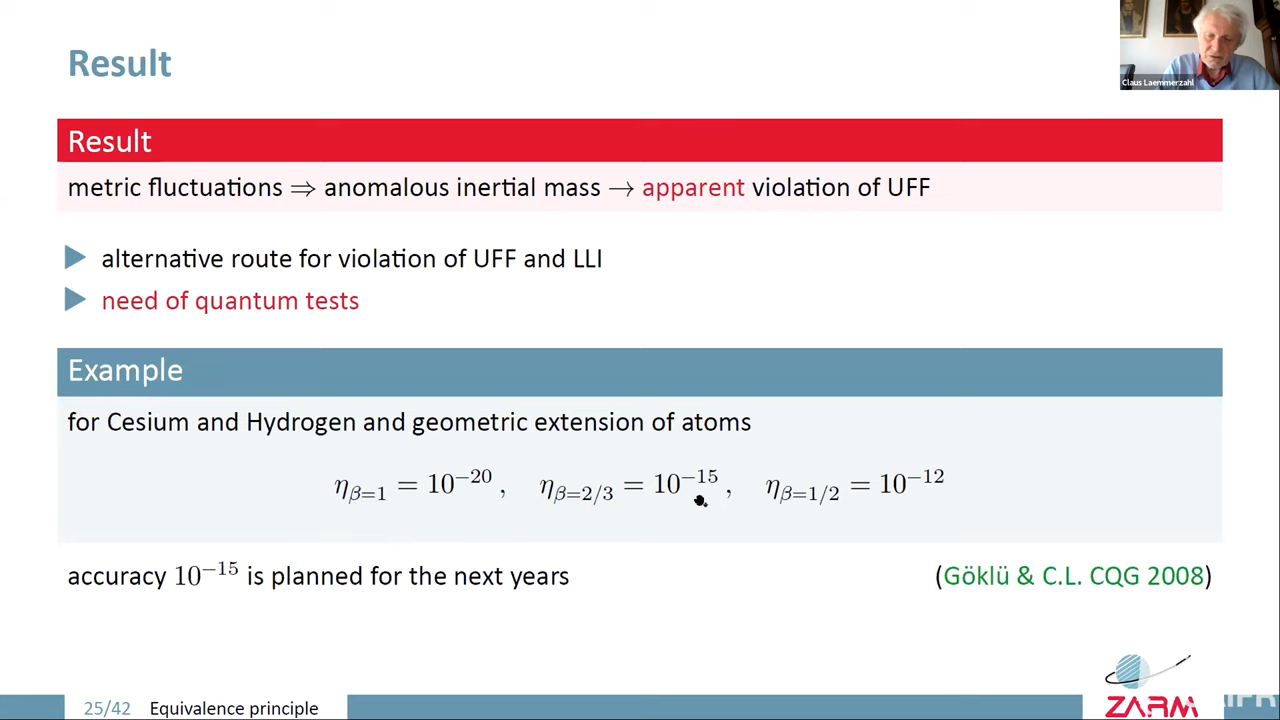 Result
Claus Laemmerzahl
Result
metric fluctuations ⇒ anomalous inertial mass → apparent violation of UFF
▶ alternative route for violation of UFF and LLI
▶ need of quantum tests
Example
for Cesium and Hydrogen and geometric extension of atoms
η_{β=1} = 10^{−20} , η_{β=2/3} = 10^{−15} , η_{β=1/2} = 10^{−12}
accuracy 10^{−15} is planned for the next years (Göklü & C.L. CQG 2008)
25/42 Equivalence principle
ZARM